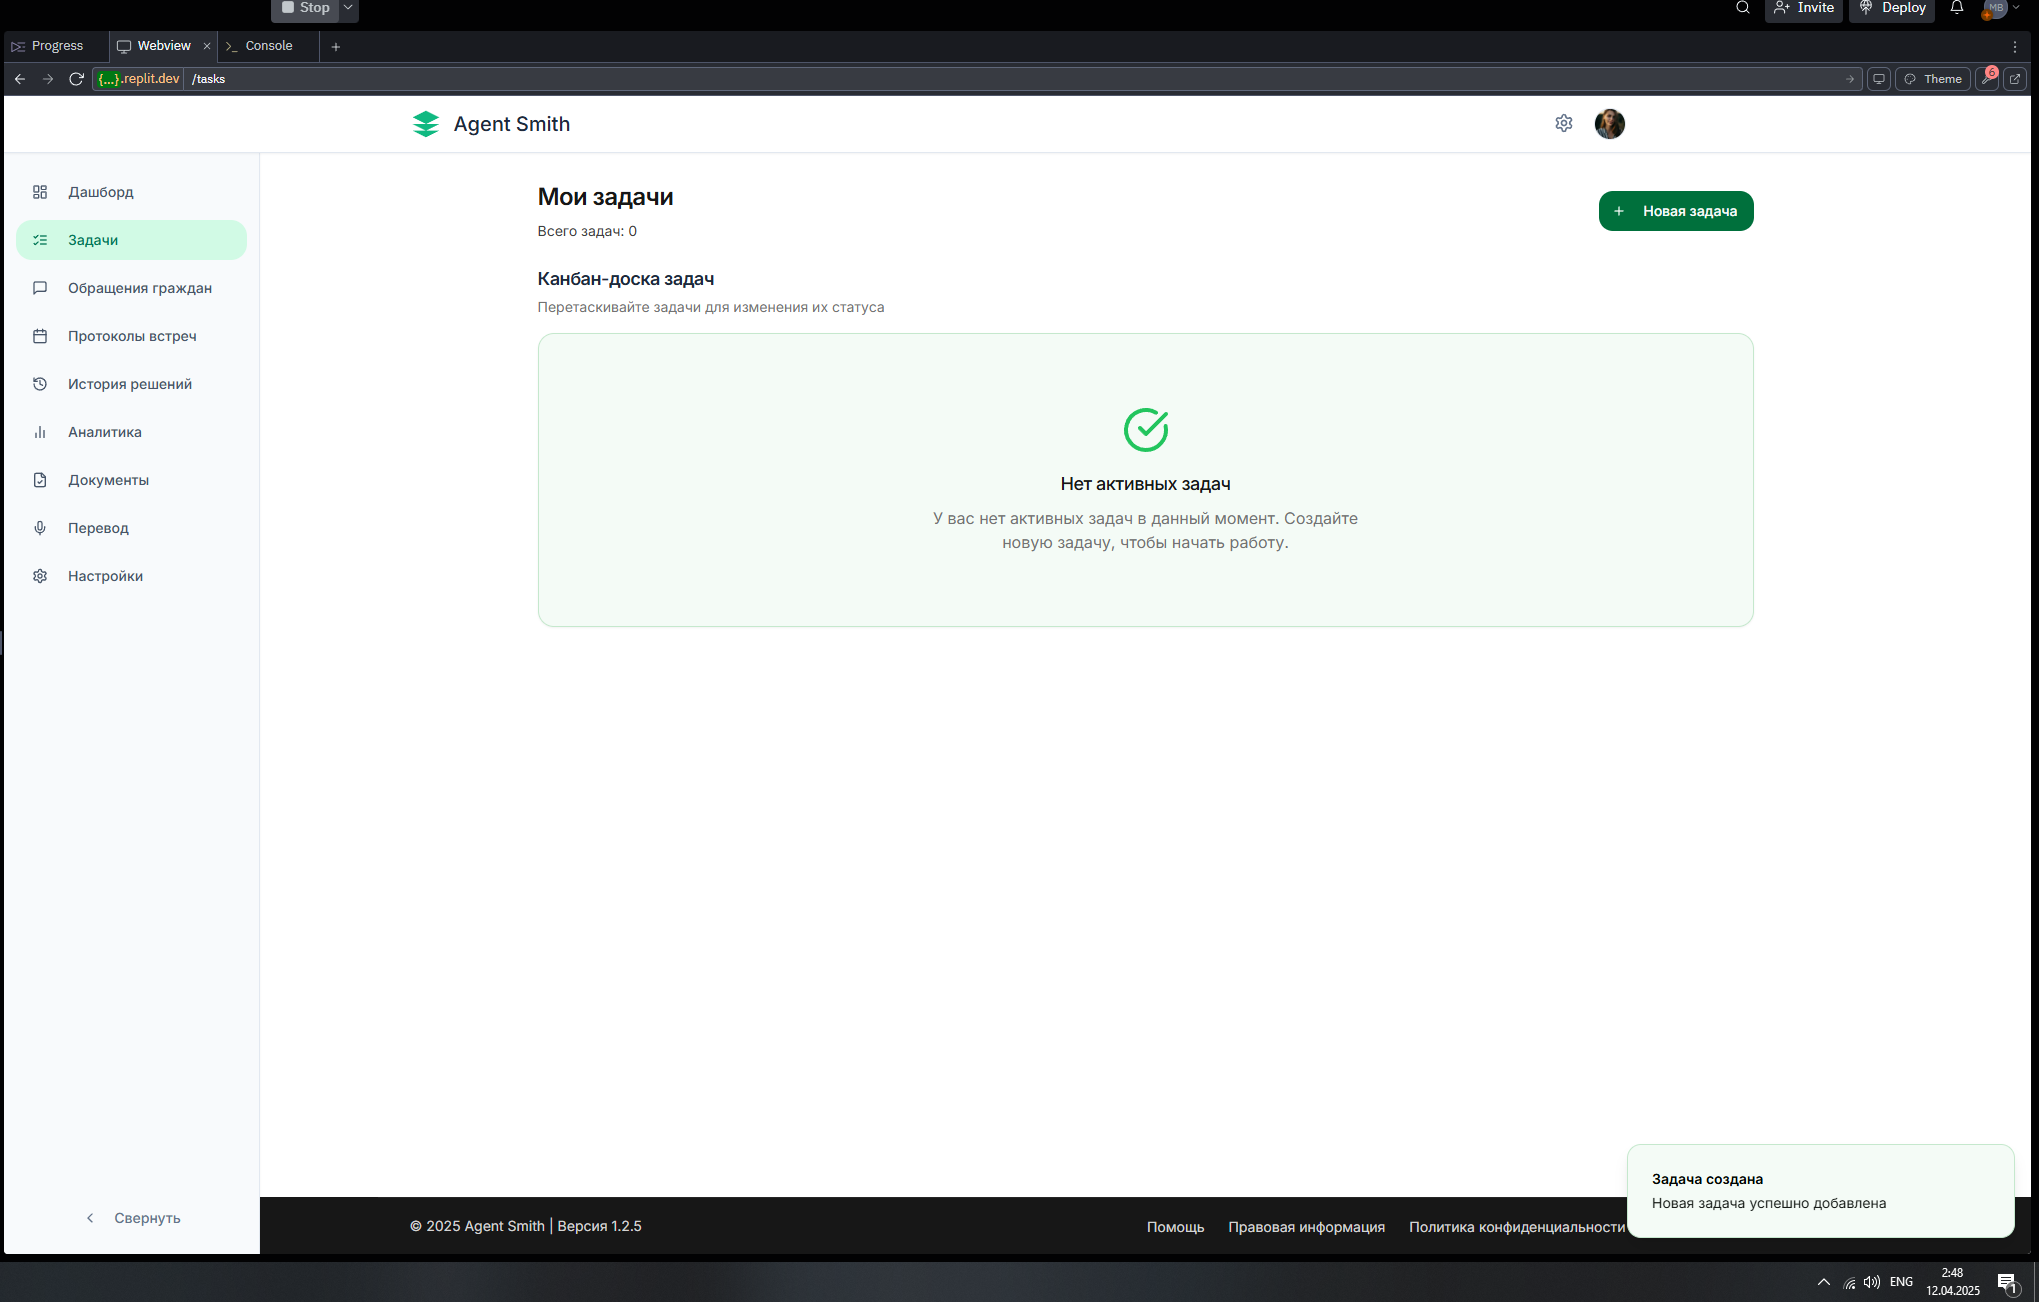 Stop
Invite
Deploy
MB
Progress
Webview
Console
{...}.replit.dev /tasks
Theme
6
Agent Smith
Дашборд
Задачи
Обращения граждан
Протоколы встреч
История решений
Аналитика
Документы
Перевод
Настройки
Свернуть
Мои задачи
Всего задач: 0
+ Новая задача
Канбан-доска задач
Перетаскивайте задачи для изменения их статуса
Нет активных задач
У вас нет активных задач в данный момент. Создайте
новую задачу, чтобы начать работу.
Задача создана
Новая задача успешно добавлена
© 2025 Agent Smith | Версия 1.2.5
Помощь
Правовая информация
Политика конфиденциальности
ENG
2:48
12.04.2025
1